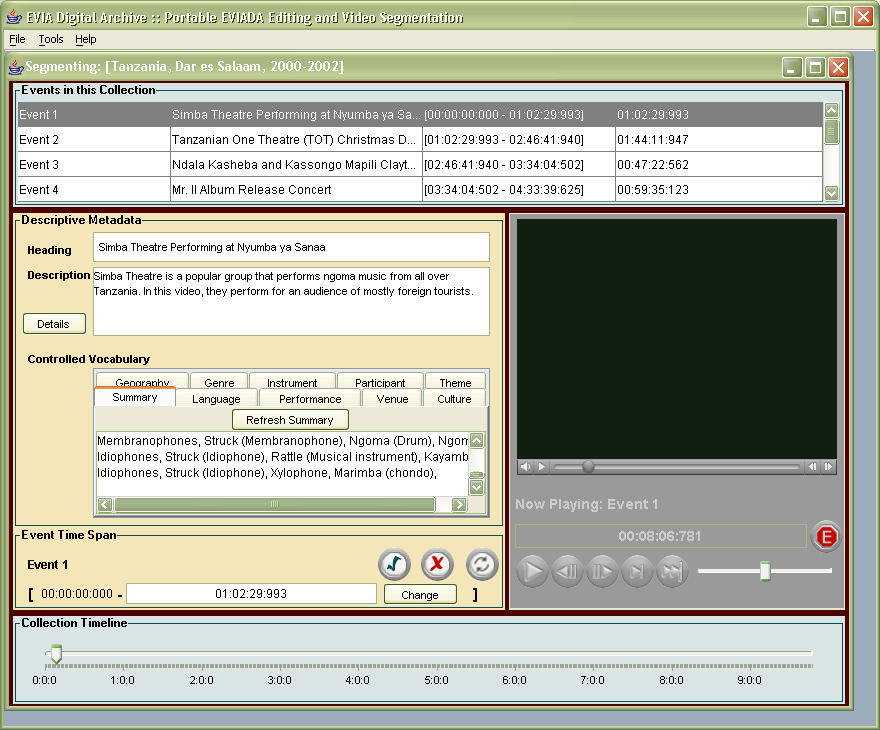 EVIA Digital Archive :: Portable EVIADA Editing and Video Segmentation
File Tools Help
Segmenting: [Tanzania, Dar es Salaam, 2000-2002]
Events in this Collection
Event 1 Simba Theatre Performing at Nyumba ya Sa... [00:00:00:000 - 01:02:29:993] 01:02:29:993
Event 2 Tanzanian One Theatre (TOT) Christmas D... [01:02:29:993 - 02:46:41:940] 01:44:11:947
Event 3 Ndala Kasheba and Kassongo Mapili Clayt... [02:46:41:940 - 03:34:04:502] 00:47:22:562
Event 4 Mr. II Album Release Concert [03:34:04:502 - 04:33:39:625] 00:59:35:123
Descriptive Metadata
Heading Simba Theatre Performing at Nyumba ya Sanaa
Description Simba Theatre is a popular group that performs ngoma music from all over
Tanzania. In this video, they perform for an audience of mostly foreign tourists.
Details
Controlled Vocabulary
Geography Genre Instrument Participant Theme
Summary Language Performance Venue Culture
Refresh Summary
Membranophones, Struck (Membranophone), Ngoma (Drum), Ngom
Idiophones, Struck (Idiophone), Rattle (Musical instrument), Kayamb
Idiophones, Struck (Idiophone), Xylophone, Marimba (chondo),
Now Playing: Event 1
00:08:06:781
E
Event Time Span
Event 1
[ 00:00:00:000 - 01:02:29:993 Change ]
Collection Timeline
0:0:0 1:0:0 2:0:0 3:0:0 4:0:0 5:0:0 6:0:0 7:0:0 8:0:0 9:0:0